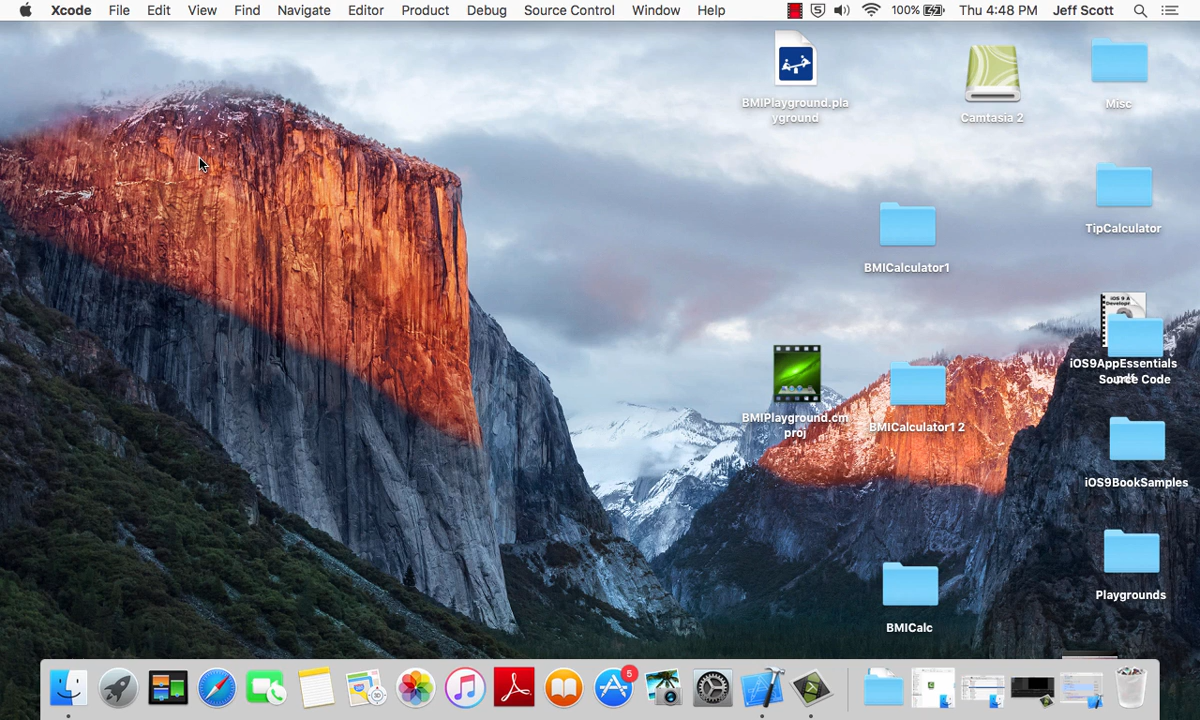 Xcode File Edit View Find Navigate Editor Product Debug Source Control Window Help 100% Thu 4:48 PM Jeff Scott
BMIPlayground.pla
yground
Camtasia 2
Misc
TipCalculator
BMICalculator1
iOS9AppEssentials
Source Code
BMIPlayground.cm
proj
BMICalculator1 2
iOS9BookSamples
Playgrounds
BMICalc
5